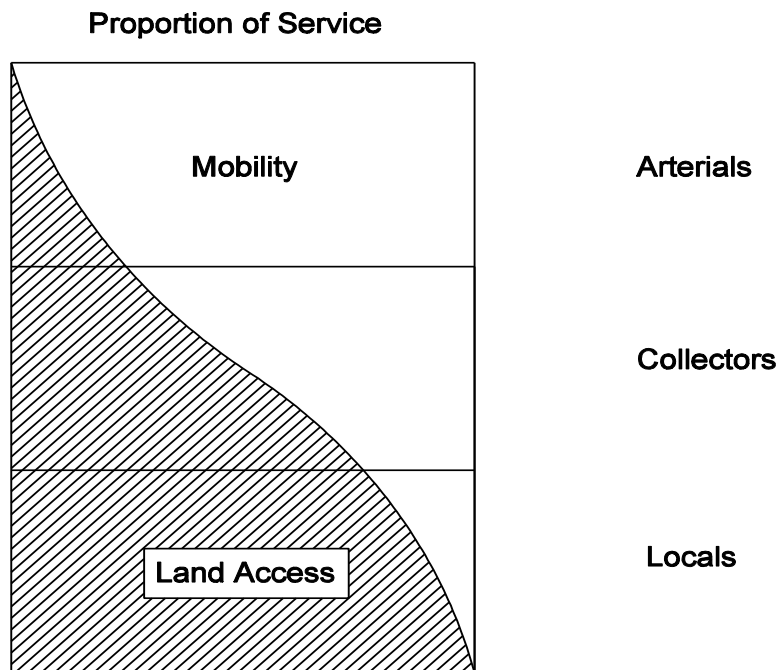 Proportion of Service
Mobility
Arterials
Collectors
Land Access
Locals